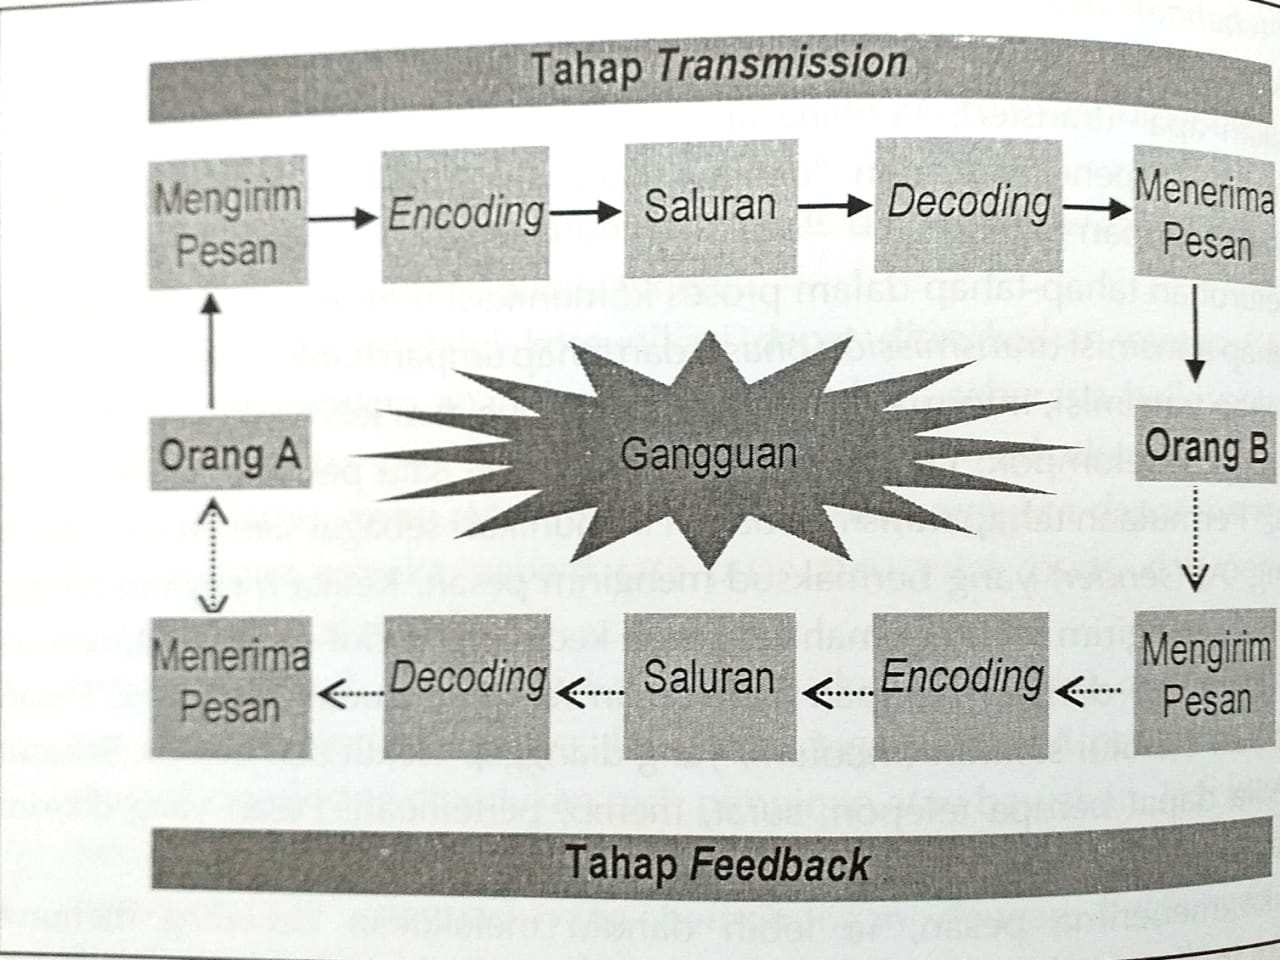 Tahap Transmission
Mengirim
Pesan
Encoding
Saluran
Decoding
Menerima
Pesan
Orang A
Gangguan
Orang B
Menerima
Pesan
Decoding
Saluran
Encoding
Mengirim
Pesan
Tahap Feedback